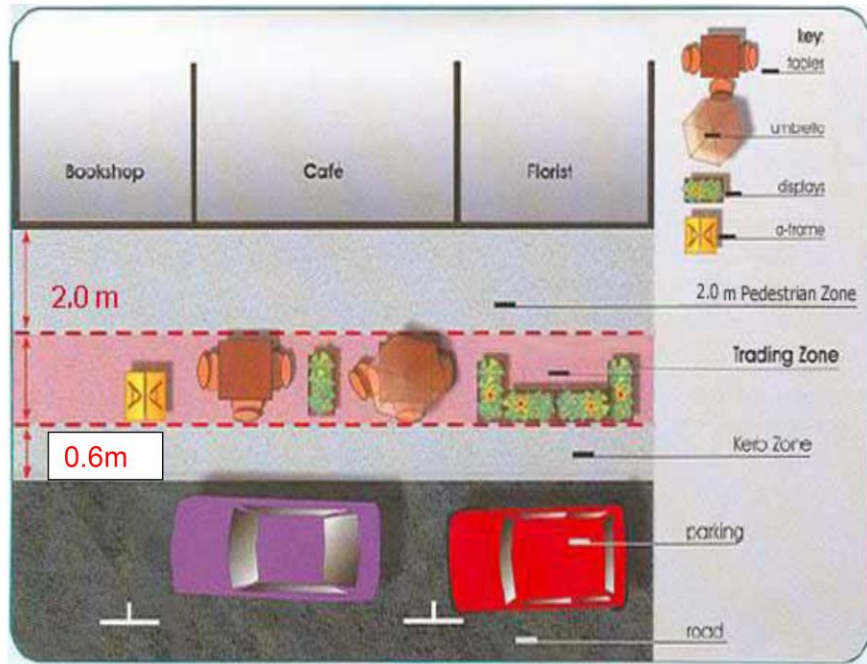 key:
tables
umbrella
displays
a-frame
Bookshop
Café
Florist
2.0 m
2.0 m Pedestrian Zone
Trading Zone
0.6m
Kerb Zone
parking
road